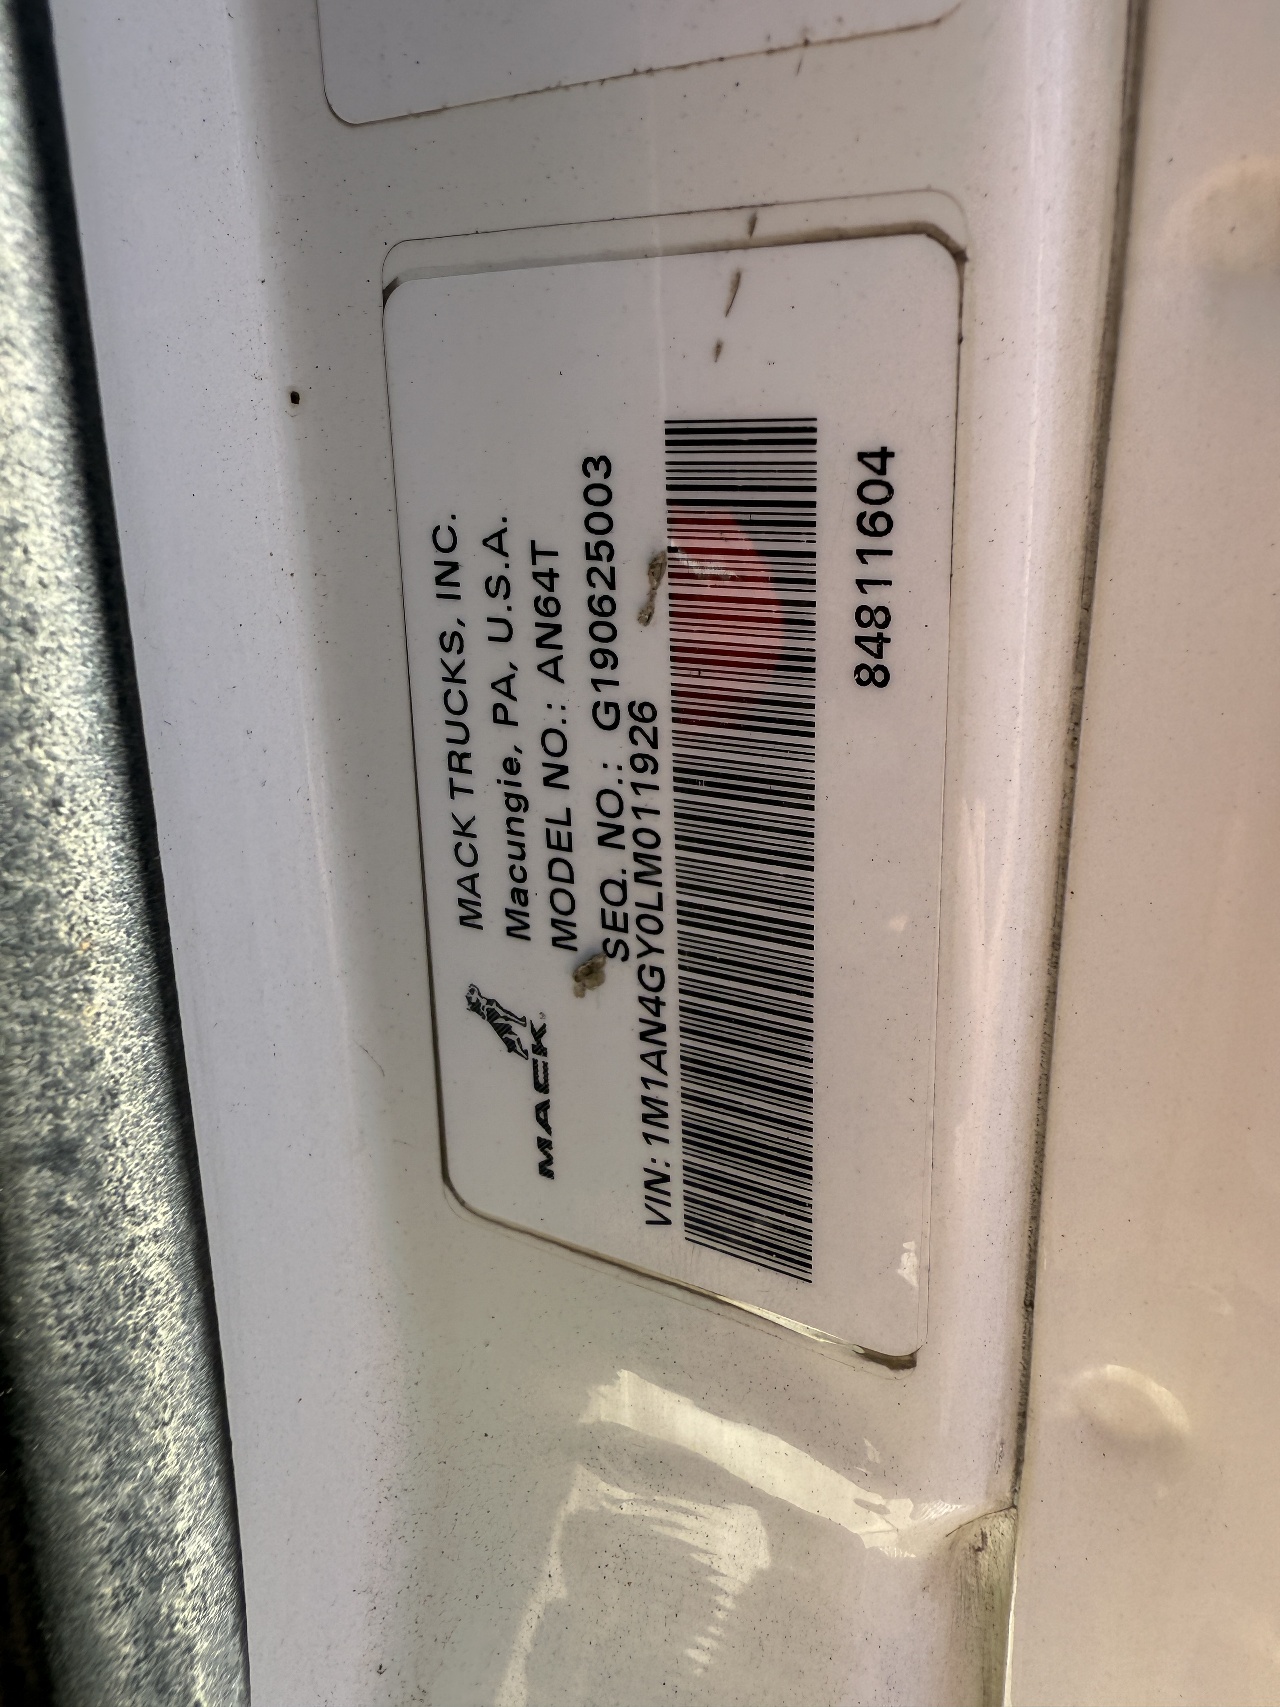 MACK
MACK TRUCKS, INC.
Macungie, PA, U.S.A.
MODEL NO.: AN64T
SEQ. NO.: G190625003
VIN: 1M1AN4GY0LM011926
84811604